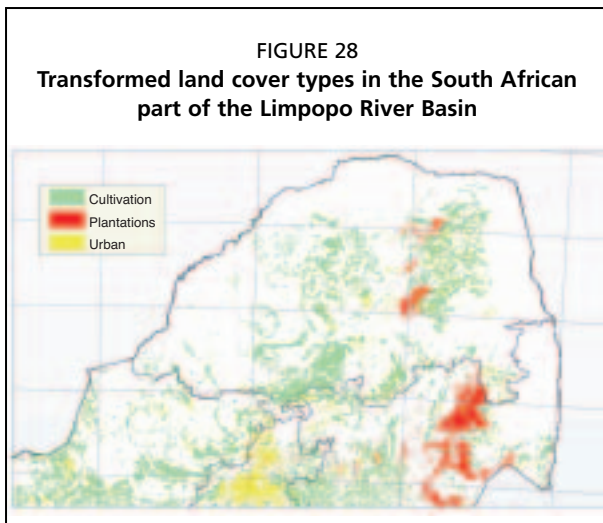 FIGURE 28
Transformed land cover types in the South African
part of the Limpopo River Basin
Cultivation
Plantations
Urban